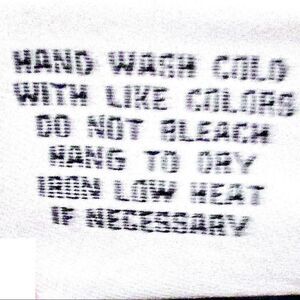 HAND WASH COLD
WITH LIKE COLORS
DO NOT BLEACH
HANG TO DRY
IRON LOW HEAT
IF NECESSARY